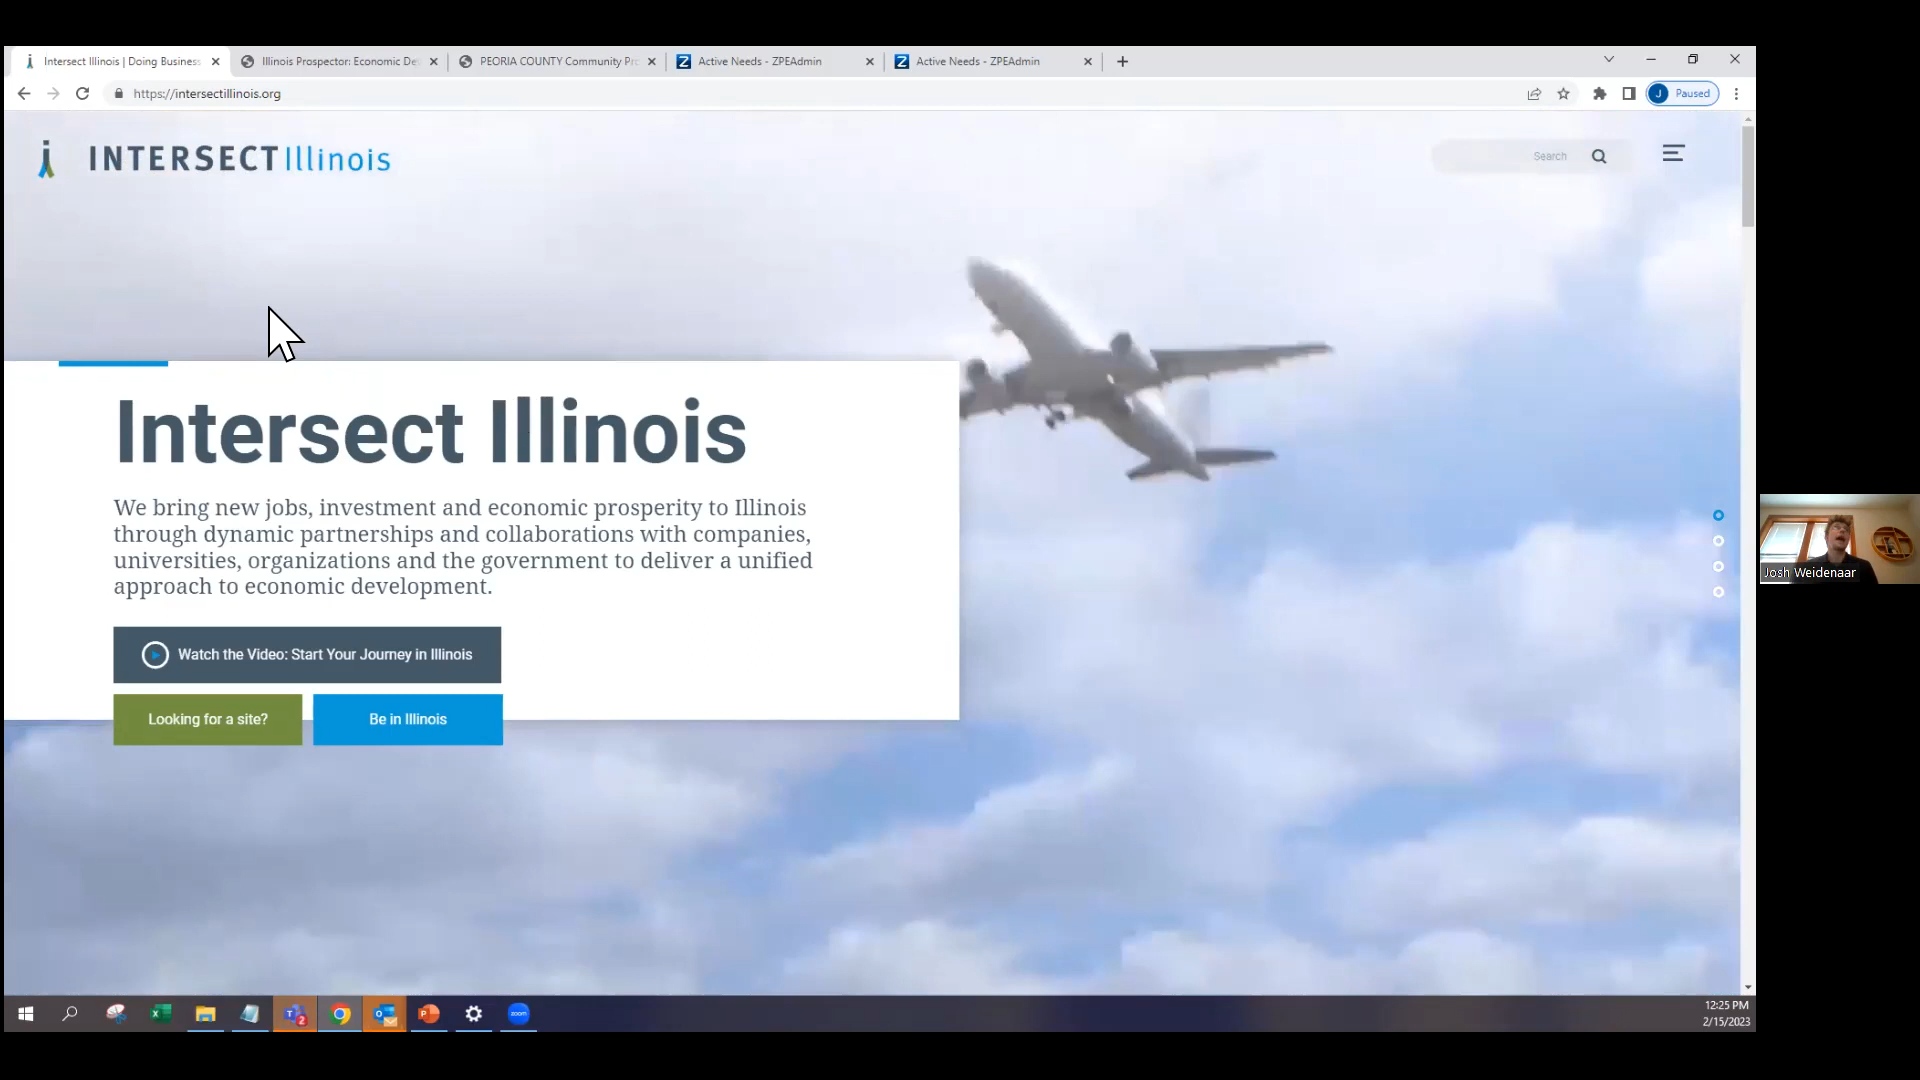 Intersect Illinois | Doing Business
Illinois Prospector: Economic De
PEORIA COUNTY Community Pr
Active Needs - ZPEAdmin
Active Needs - ZPEAdmin
https://intersectillinois.org
J Paused
INTERSECT Illinois
Search
Intersect Illinois
We bring new jobs, investment and economic prosperity to Illinois
through dynamic partnerships and collaborations with companies,
universities, organizations and the government to deliver a unified
approach to economic development.
Watch the Video: Start Your Journey in Illinois
Looking for a site?
Be in Illinois
Josh Weidenaar
zoom
12:25 PM
2/15/2023